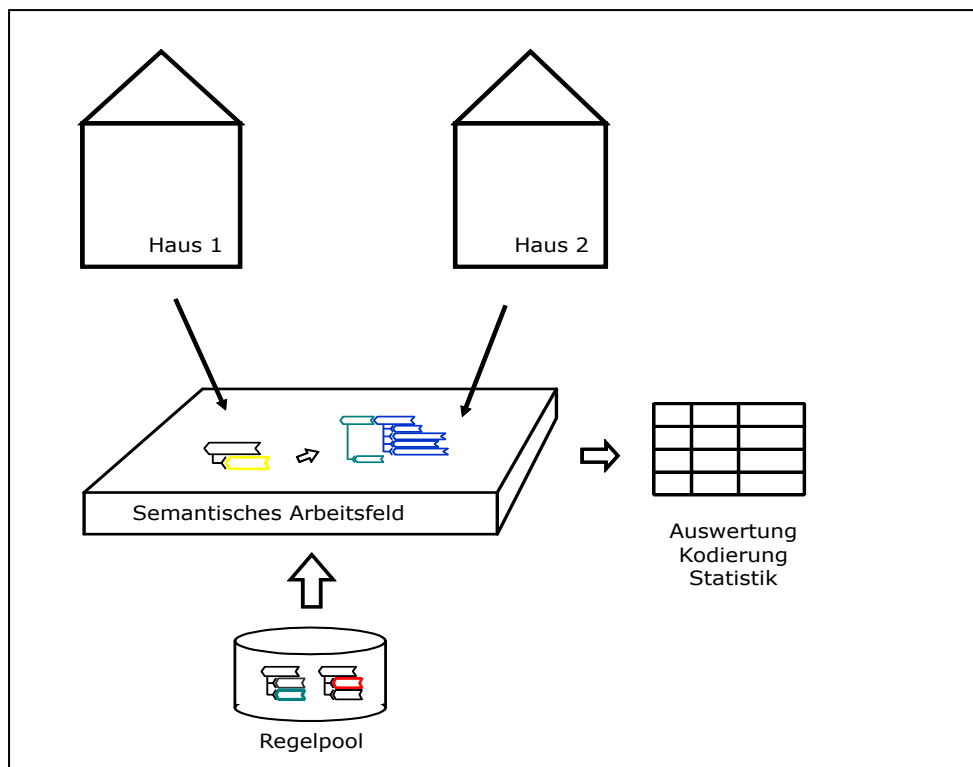 Haus 1
Haus 2
Semantisches Arbeitsfeld
Auswertung
Kodierung
Statistik
Regelpool